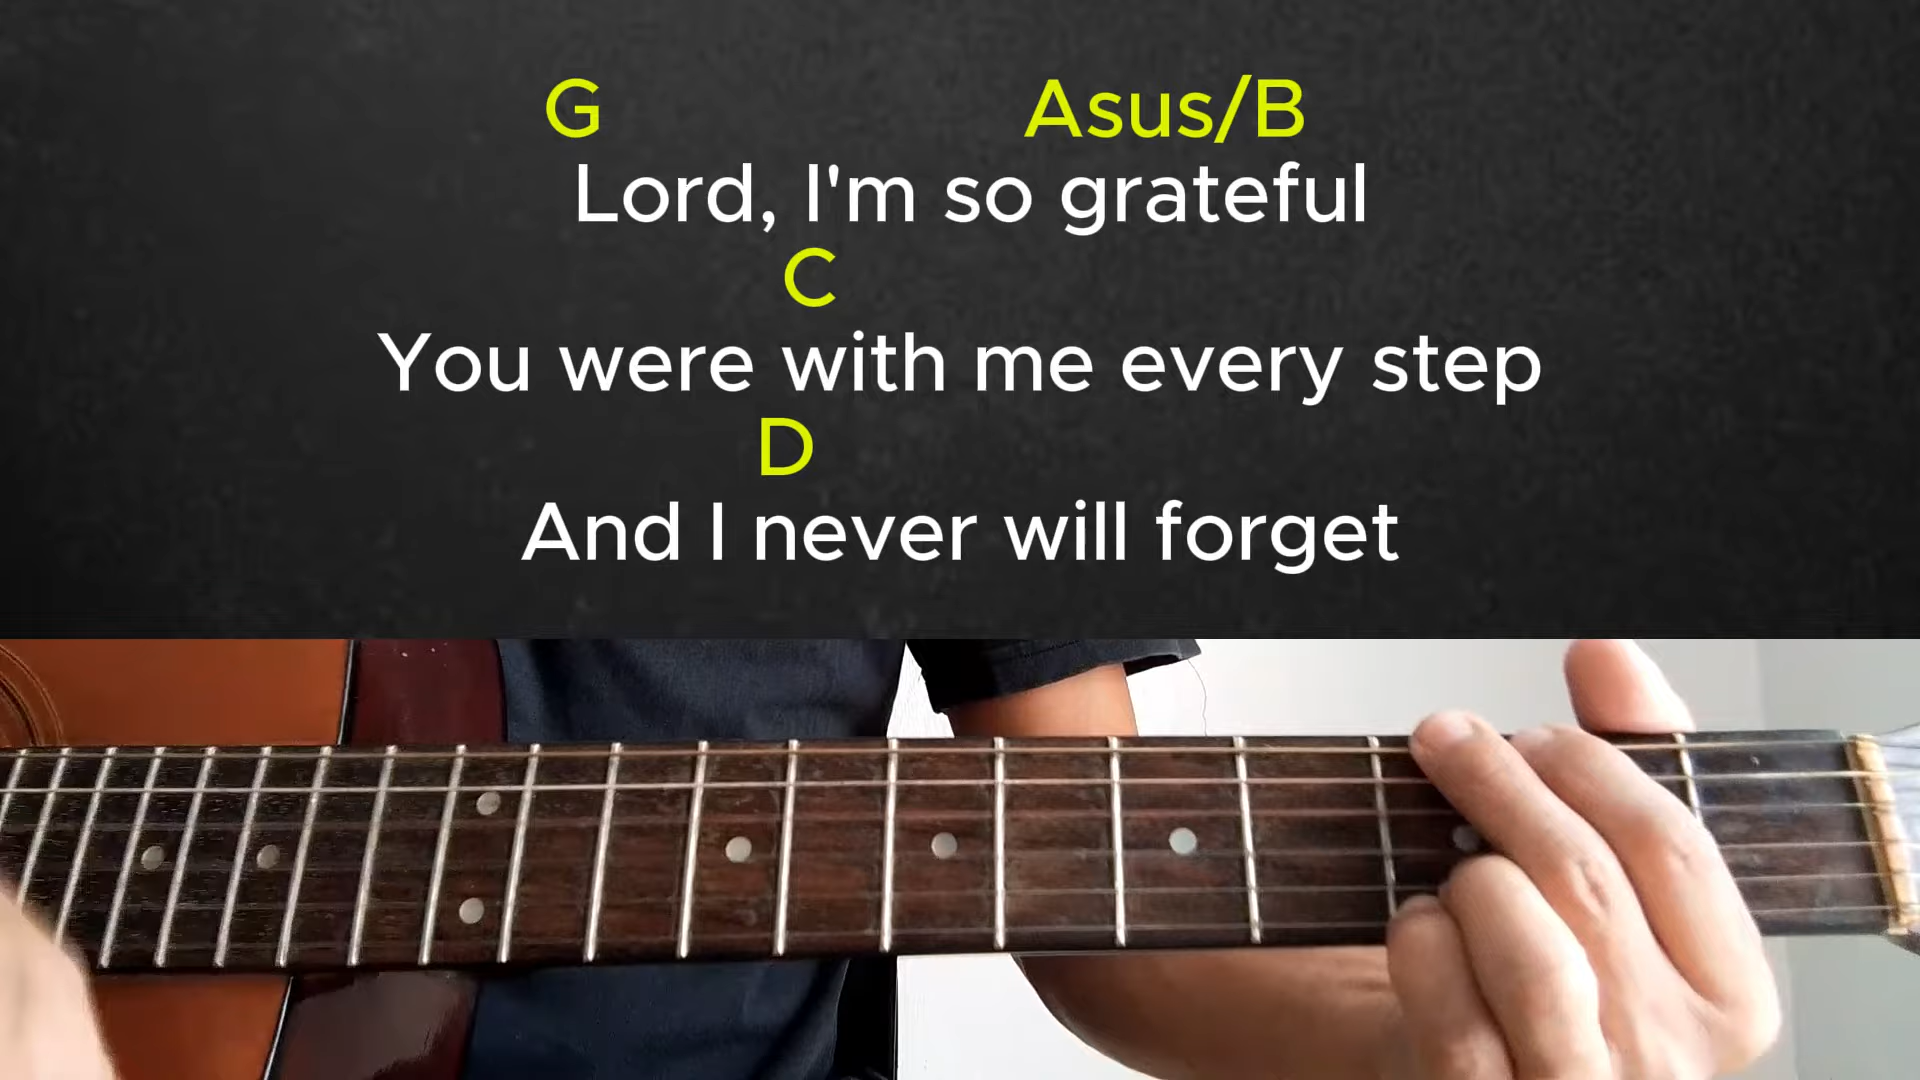 G Asus/B
Lord, I'm so grateful
C
You were with me every step
D
And I never will forget